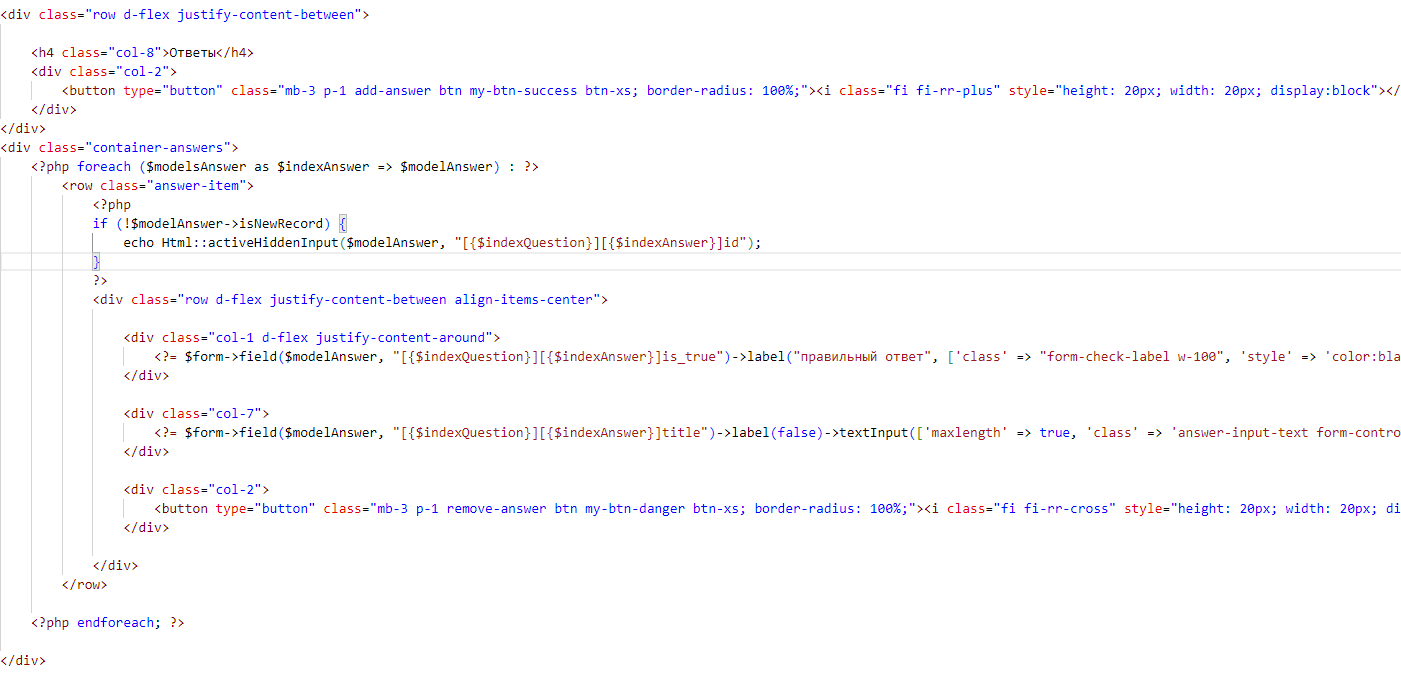 <div class="row d-flex justify-content-between">
<h4 class="col-8">Ответы</h4>
<div class="col-2">
<button type="button" class="mb-3 p-1 add-answer btn my-btn-success btn-xs; border-radius: 100%;"><i class="fi fi-rr-plus" style="height: 20px; width: 20px; display:block"></
</div>
</div>
<div class="container-answers">
<?php foreach ($modelsAnswer as $indexAnswer => $modelAnswer) : ?>
<row class="answer-item">
<?php
if (!$modelAnswer->isNewRecord) {
echo Html::activeHiddenInput($modelAnswer, "[{$indexQuestion}][{$indexAnswer}]id");
}
?>
<div class="row d-flex justify-content-between align-items-center">
<div class="col-1 d-flex justify-content-around">
<?= $form->field($modelAnswer, "[{$indexQuestion}][{$indexAnswer}]is_true")->label("правильный ответ", ['class' => "form-check-label w-100", 'style' => 'color:bla
</div>
<div class="col-7">
<?= $form->field($modelAnswer, "[{$indexQuestion}][{$indexAnswer}]title")->label(false)->textInput(['maxlength' => true, 'class' => 'answer-input-text form-contro
</div>
<div class="col-2">
<button type="button" class="mb-3 p-1 remove-answer btn my-btn-danger btn-xs; border-radius: 100%;"><i class="fi fi-rr-cross" style="height: 20px; width: 20px; di
</div>
</div>
</row>
<?php endforeach; ?>
</div>